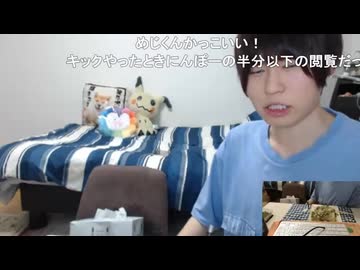 めじくんかっこいい！
キックやったときにんぽーの半分以下の閲覧だっ